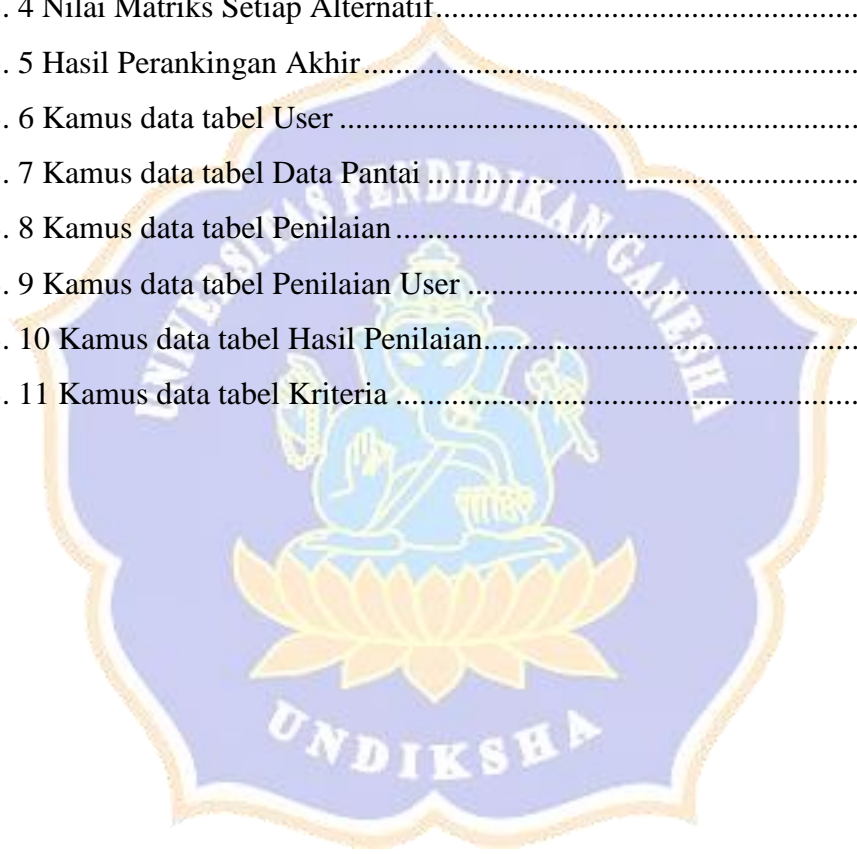 . 4 Nilai Matriks Setiap Alternatif..........................................................
. 5 Hasil Perankingan Akhir..................................................................
. 6 Kamus data tabel User .....................................................................
. 7 Kamus data tabel Data Pantai ..........................................................
. 8 Kamus data tabel Penilaian ..............................................................
. 9 Kamus data tabel Penilaian User .....................................................
. 10 Kamus data tabel Hasil Penilaian...................................................
. 11 Kamus data tabel Kriteria ..............................................................
UNIVERSITAS PENDIDIKAN GANESHA
UNDIKSHA